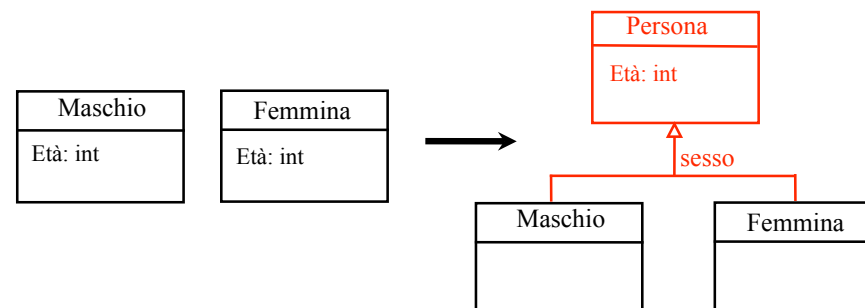 Maschio
Età: int
Femmina
Età: int
Persona
Età: int
sesso
Maschio
Femmina